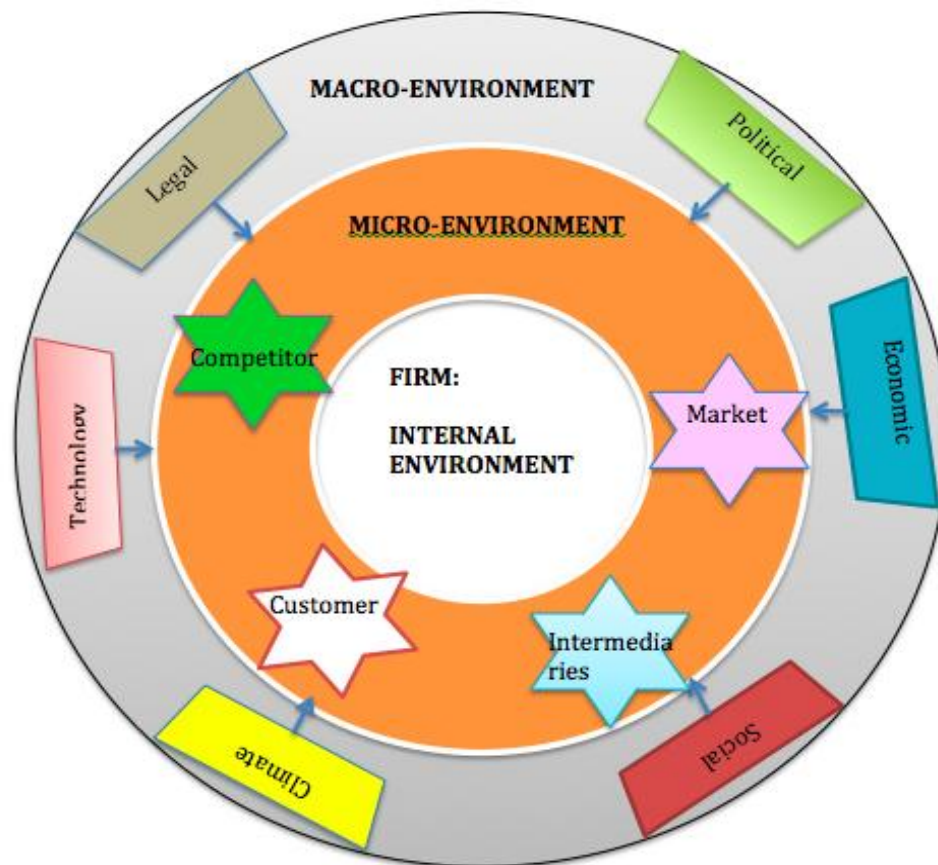 MACRO-ENVIRONMENT
Legal
Political
MICRO-ENVIRONMENT
Competitor
FIRM:
INTERNAL
ENVIRONMENT
Market
Economic
Technology
Customer
Intermedia
ries
Climate
Social